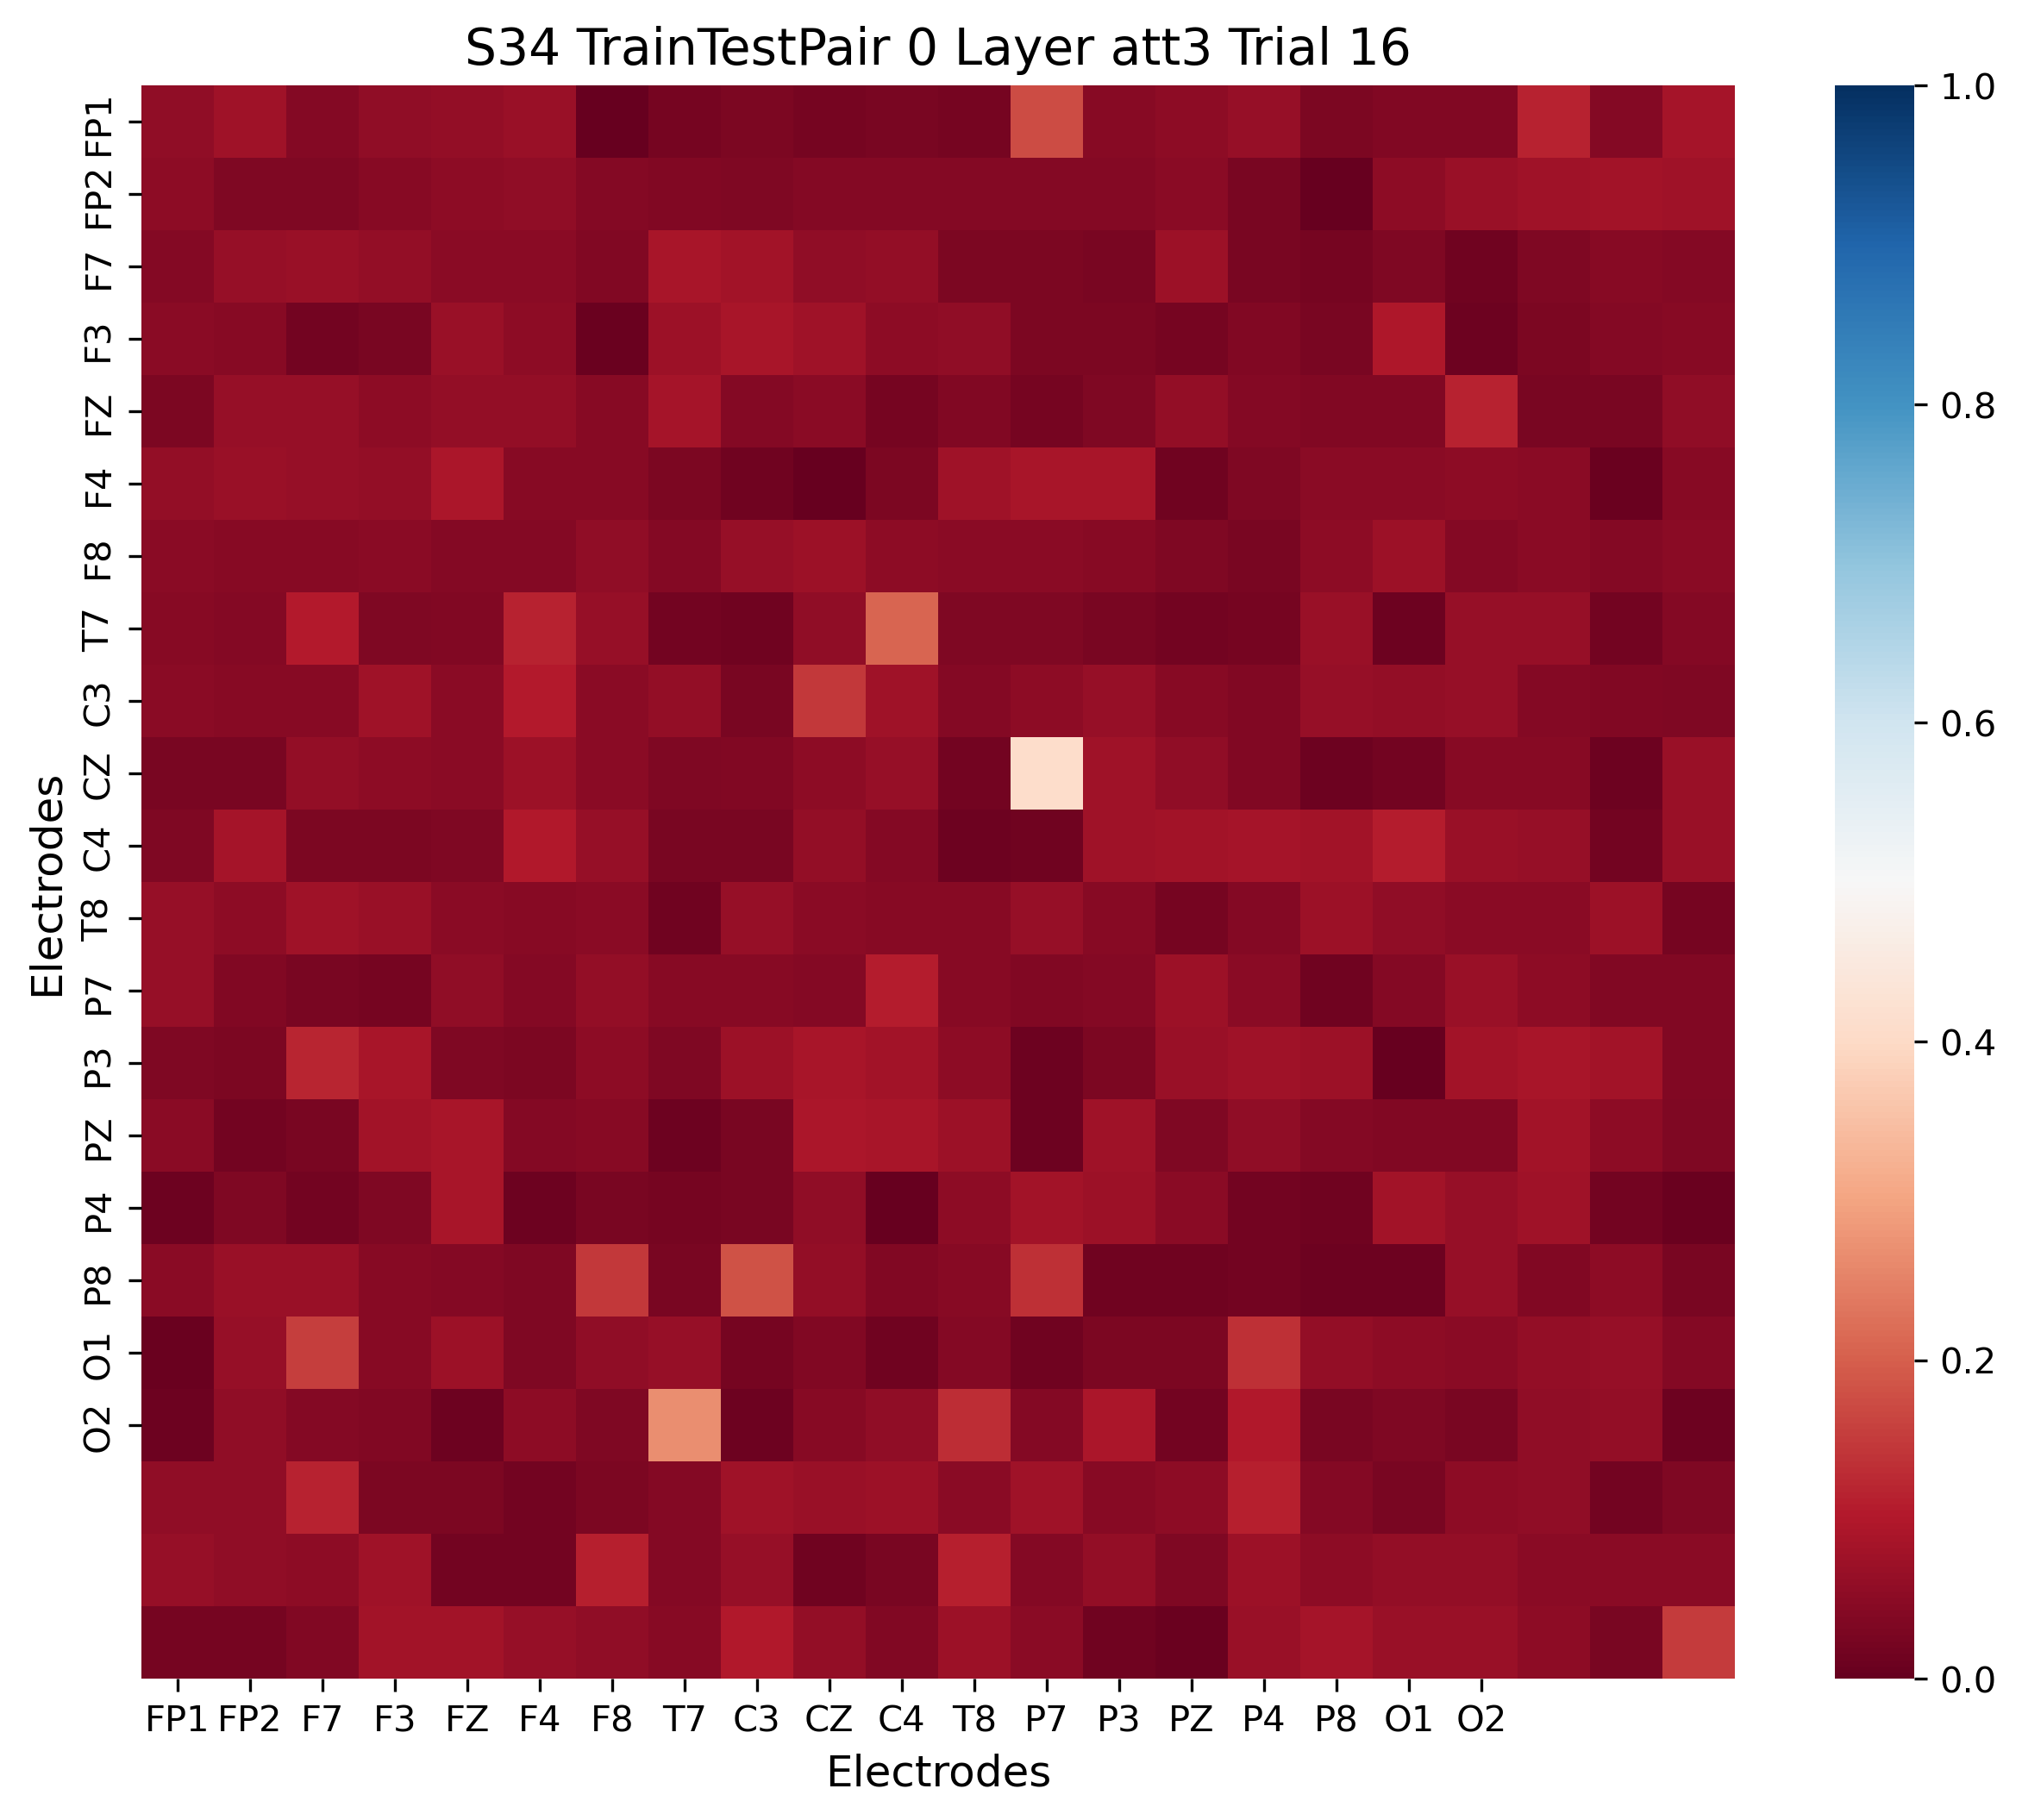 S34 TrainTestPair 0 Layer att3 Trial 16
Electrodes
FP1
FP2
F7
F3
FZ
F4
F8
T7
C3
CZ
C4
T8
P7
P3
PZ
P4
P8
O1
O2
FP1 FP2 F7 F3 FZ F4 F8 T7 C3 CZ C4 T8 P7 P3 PZ P4 P8 O1 O2
Electrodes
1.0
0.8
0.6
0.4
0.2
0.0